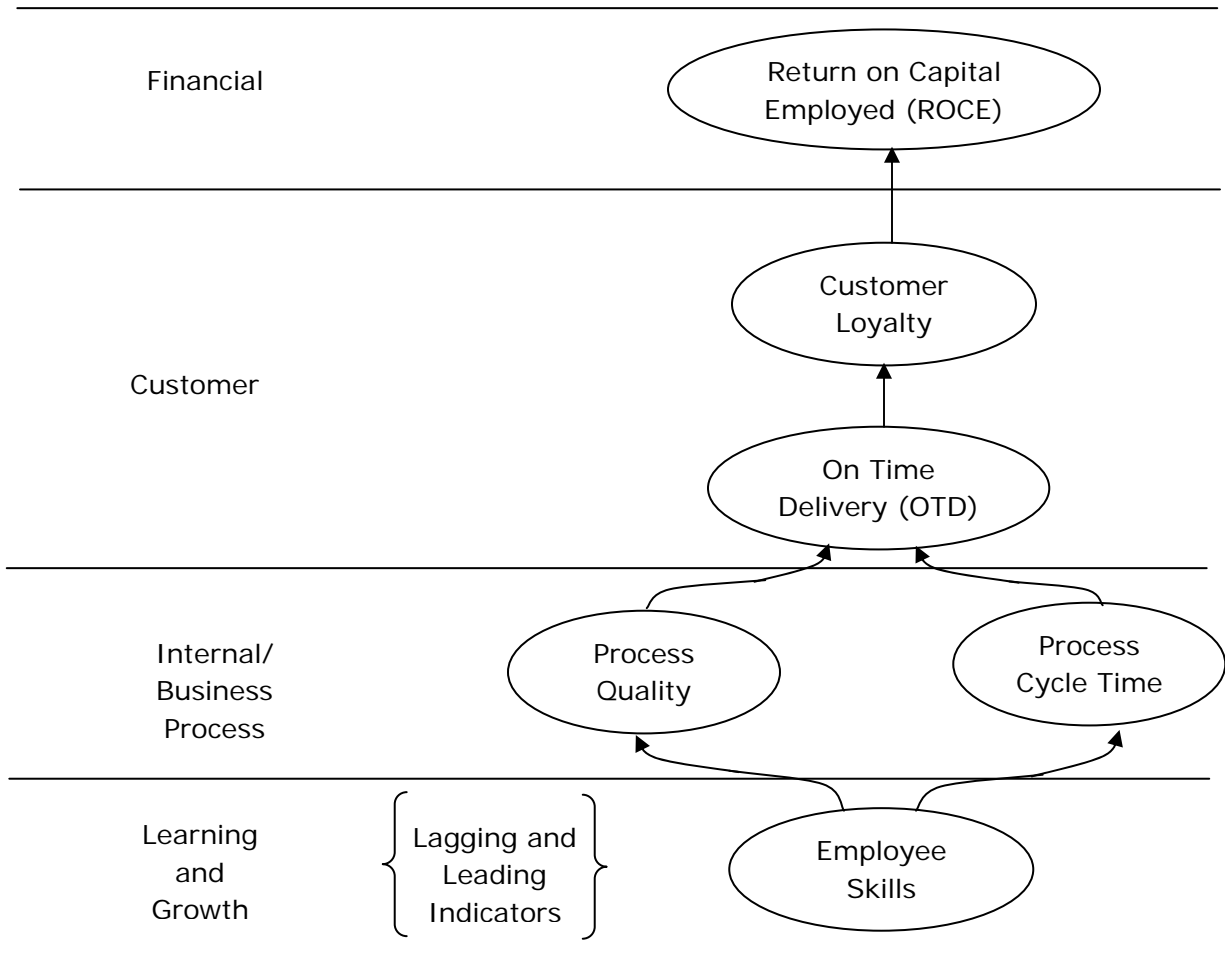 Financial
Return on Capital
Employed (ROCE)
Customer
Customer
Loyalty
On Time
Delivery (OTD)
Internal/
Business
Process
Process
Quality
Process
Cycle Time
Learning
and
Growth
Lagging and
Leading
Indicators
Employee
Skills